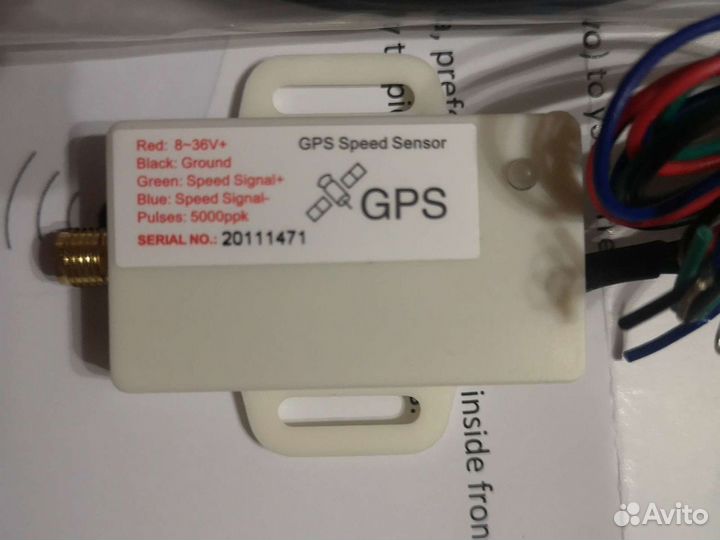 Red: 8~36V+
Black: Ground
Green: Speed Signal+
Blue: Speed Signal-
Pulses: 5000ppk
SERIAL NO.: 20111471
GPS Speed Sensor
GPS
inside fron
Avito